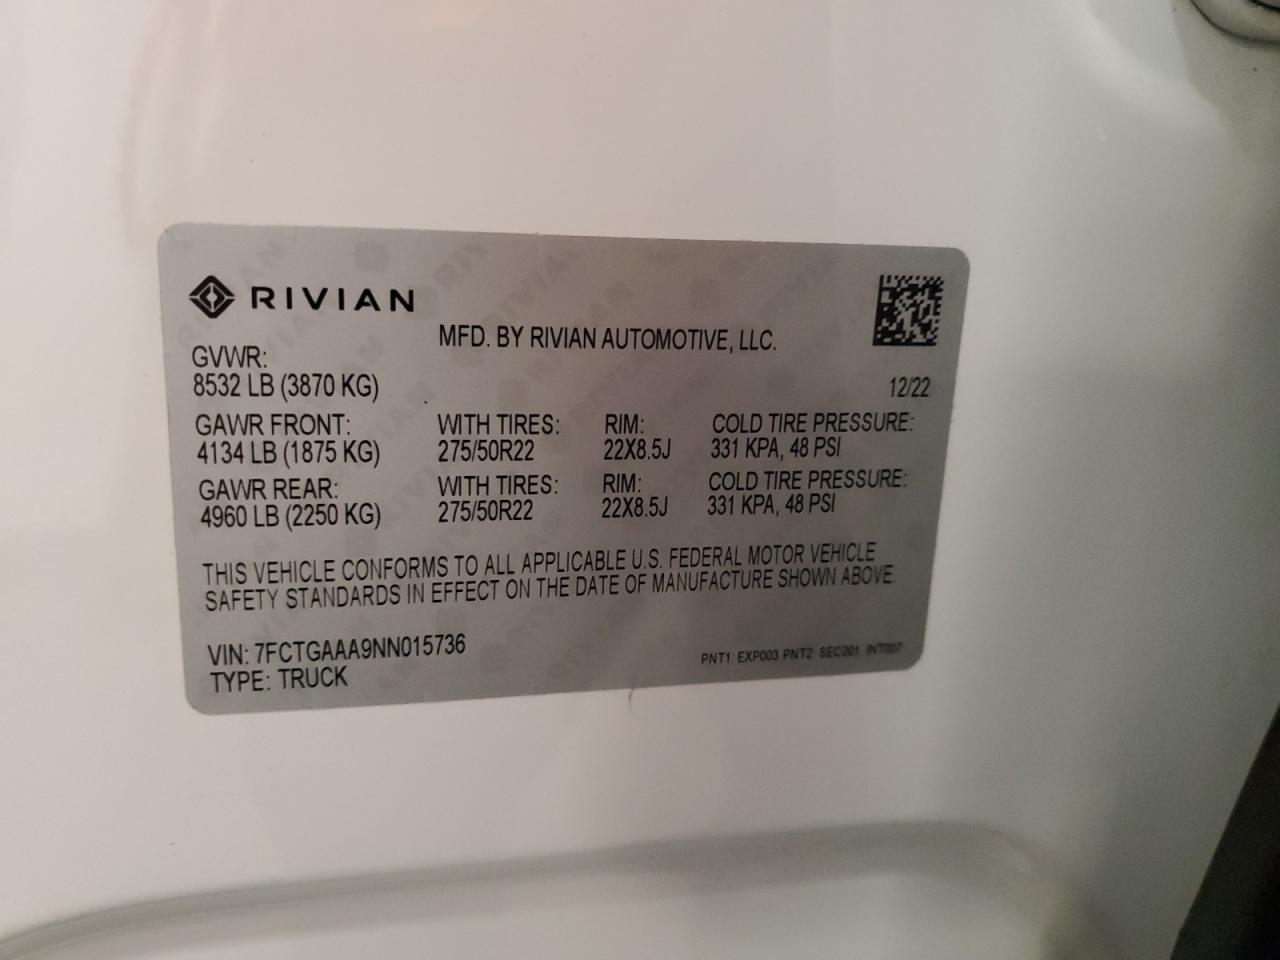 RIVIAN
MFD. BY RIVIAN AUTOMOTIVE, LLC.
GVWR:
8532 LB (3870 KG)
12/22
GAWR FRONT: WITH TIRES: RIM: COLD TIRE PRESSURE:
4134 LB (1875 KG) 275/50R22 22X8.5J 331 KPA, 48 PSI
GAWR REAR: WITH TIRES: RIM: COLD TIRE PRESSURE:
4960 LB (2250 KG) 275/50R22 22X8.5J 331 KPA, 48 PSI
THIS VEHICLE CONFORMS TO ALL APPLICABLE U.S. FEDERAL MOTOR VEHICLE
SAFETY STANDARDS IN EFFECT ON THE DATE OF MANUFACTURE SHOWN ABOVE.
VIN: 7FCTGAAA9NN015736
TYPE: TRUCK
PNT1: EXP003 PNT2: SEC001 INT007